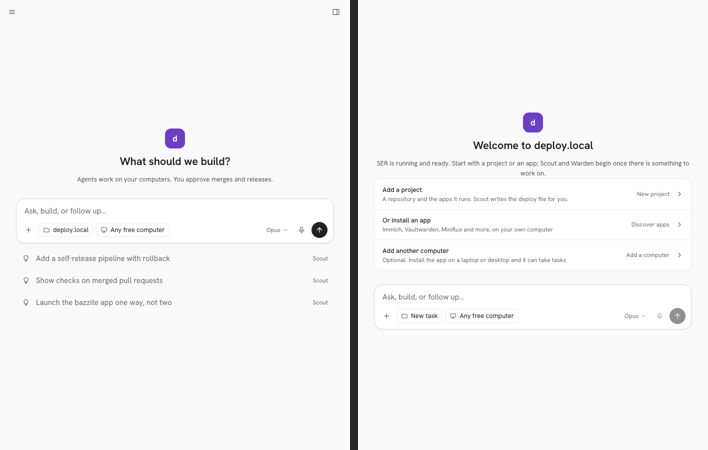 d
What should we build?
Agents work on your computers. You approve merges and releases.
Ask, build, or follow up...
deploy.local
Any free computer
Opus
Add a self-release pipeline with rollback
Scout
Show checks on merged pull requests
Scout
Launch the bazzite app one way, not two
Scout
d
Welcome to deploy.local
SER is running and ready. Start with a project or an app; Scout and Warden begin once there is something to
work on.
Add a project
A repository and the apps it runs. Scout writes the deploy file for you.
New project
Or install an app
Immich, Vaultwarden, Miniflux and more, on your own computer
Discover apps
Add another computer
Optional. Install the app on a laptop or desktop and it can take tasks
Add a computer
Ask, build, or follow up...
New task
Any free computer
Opus